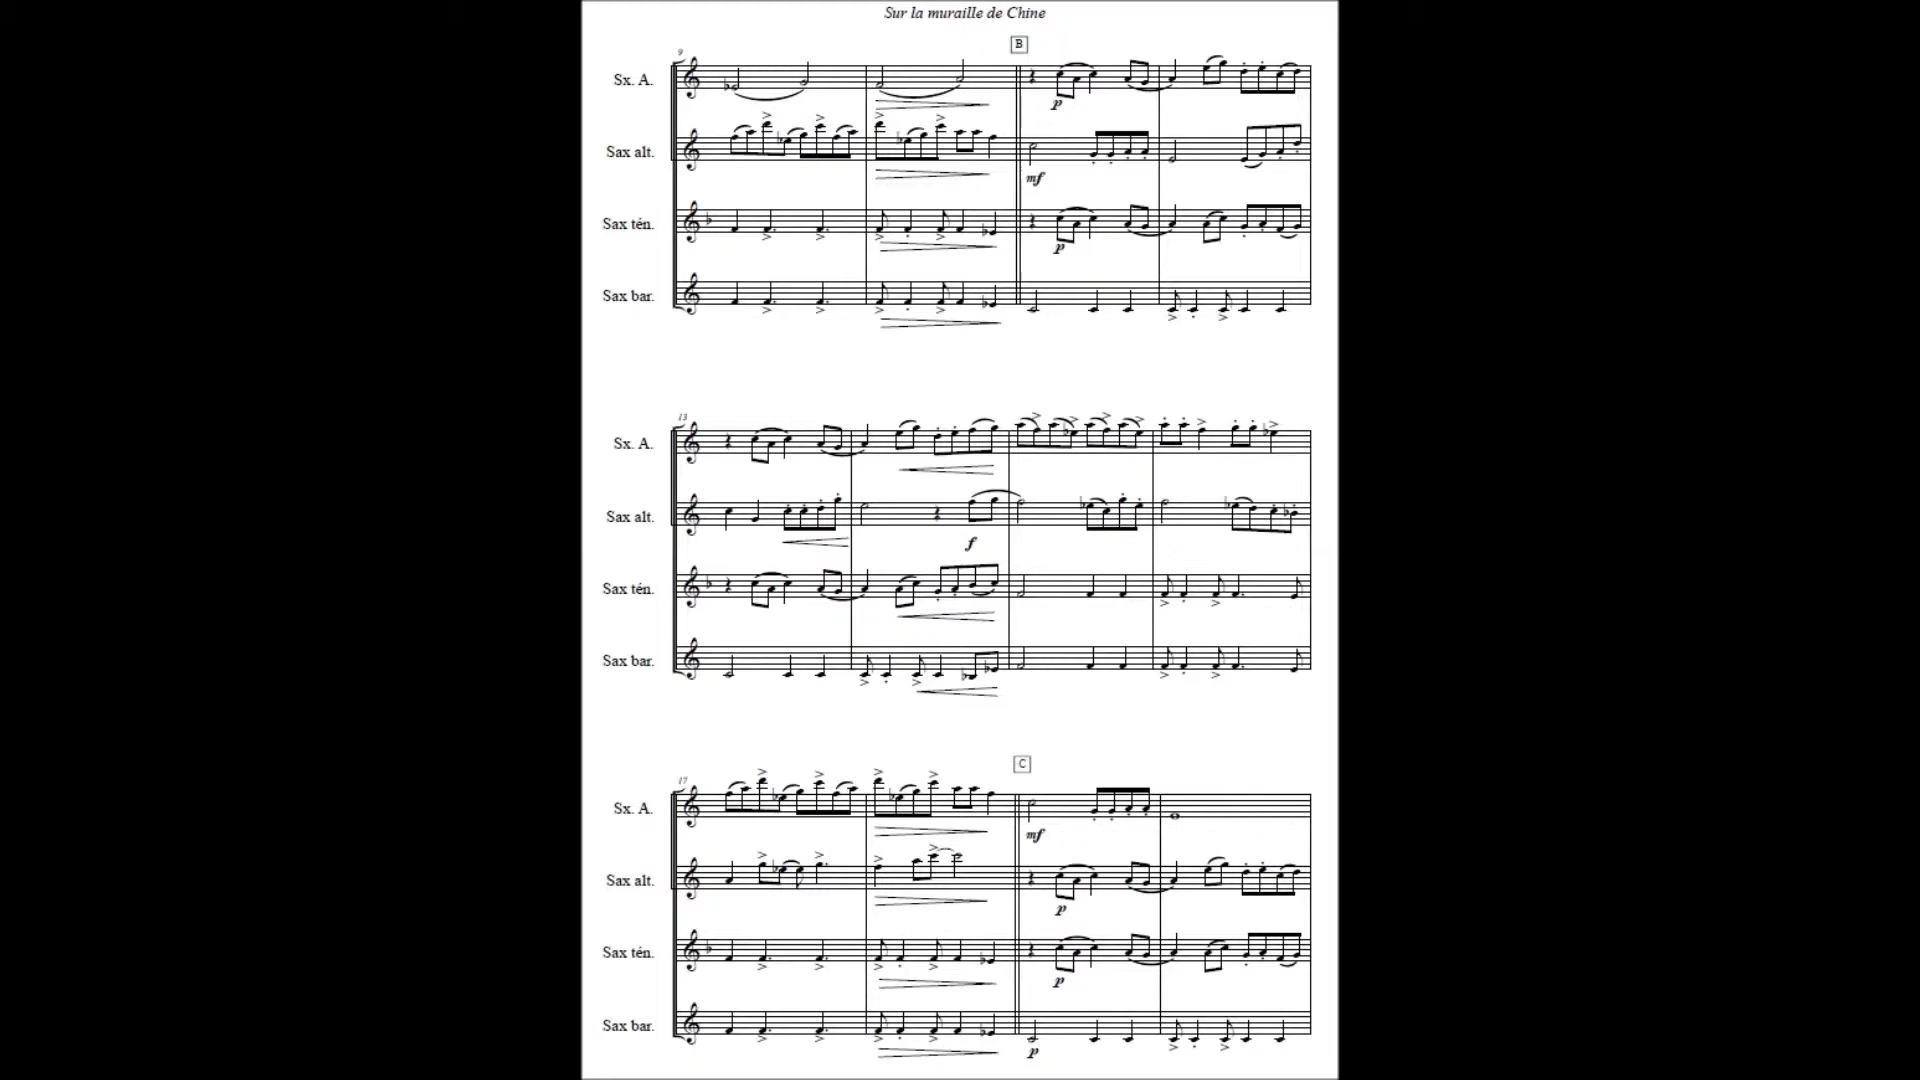 Sur la muraille de Chine
B
9
Sx. A.
p
Sax alt.
mf
Sax tén.
p
Sax bar.
13
Sx. A.
Sax alt.
f
Sax tén.
Sax bar.
C
17
Sx. A.
mf
Sax alt.
p
Sax tén.
p
Sax bar.
p